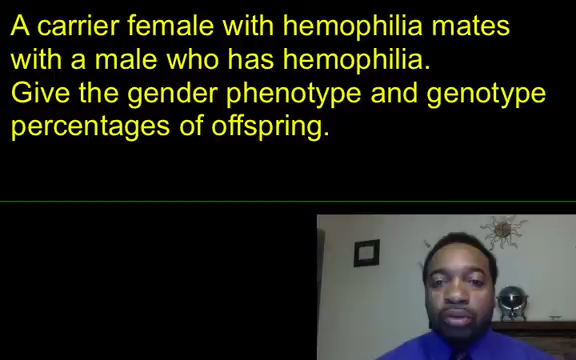 A carrier female with hemophilia mates
with a male who has hemophilia.
Give the gender phenotype and genotype
percentages of offspring.